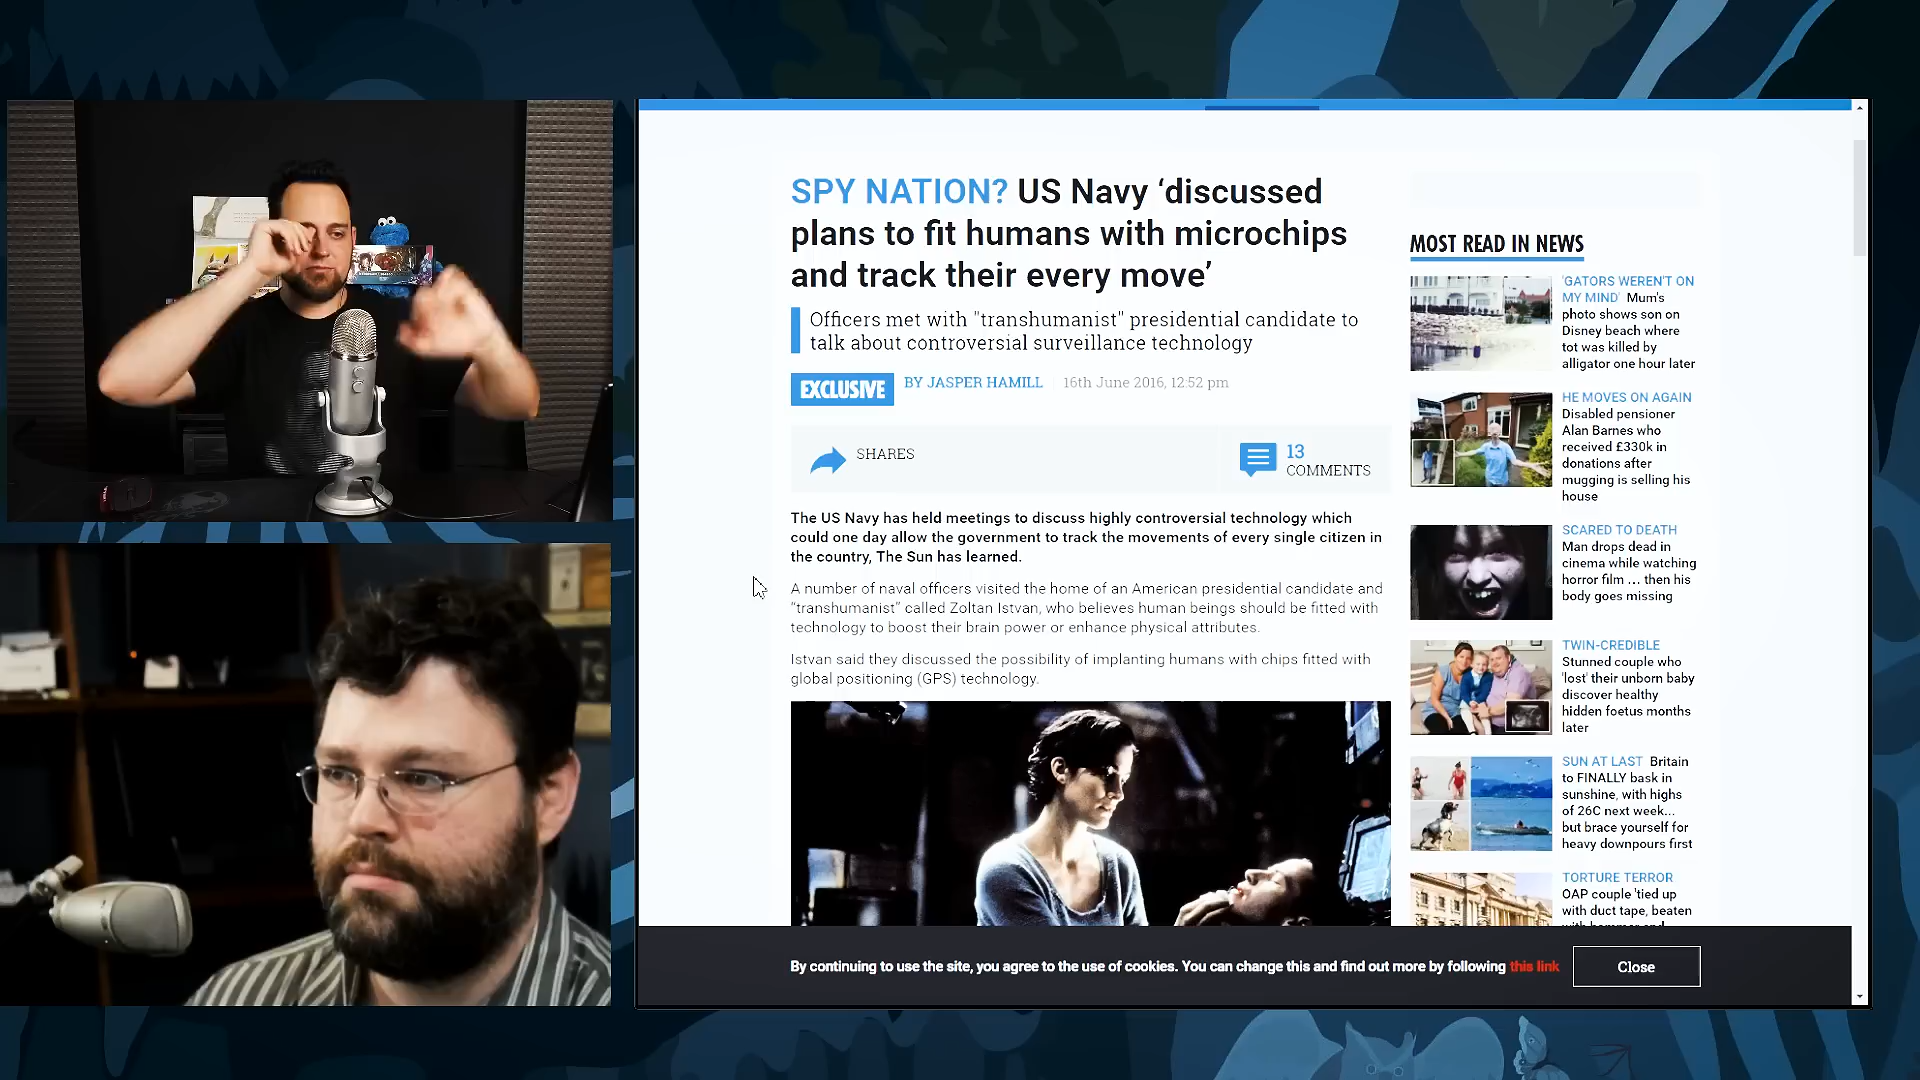 SPY NATION? US Navy ‘discussed
plans to fit humans with microchips
and track their every move’
Officers met with "transhumanist" presidential candidate to
talk about controversial surveillance technology
EXCLUSIVE
BY JASPER HAMILL
16th June 2016, 12:52 pm
SHARES
13
COMMENTS
The US Navy has held meetings to discuss highly controversial technology which
could one day allow the government to track the movements of every single citizen in
the country, The Sun has learned.
A number of naval officers visited the home of an American presidential candidate and
“transhumanist” called Zoltan Istvan, who believes human beings should be fitted with
technology to boost their brain power or enhance physical attributes.
Istvan said they discussed the possibility of implanting humans with chips fitted with
global positioning (GPS) technology.
MOST READ IN NEWS
'GATORS WEREN'T ON
MY MIND' Mum's
photo shows son on
Disney beach where
tot was killed by
alligator one hour later
HE MOVES ON AGAIN
Disabled pensioner
Alan Barnes who
received £330k in
donations after
mugging is selling his
house
SCARED TO DEATH
Man drops dead in
cinema while watching
horror film ... then his
body goes missing
TWIN-CREDIBLE
Stunned couple who
'lost' their unborn baby
discover healthy
hidden foetus months
later
SUN AT LAST Britain
to FINALLY bask in
sunshine, with highs
of 26C next week...
but brace yourself for
heavy downpours first
TORTURE TERROR
OAP couple 'tied up
with duct tape, beaten
By continuing to use the site, you agree to the use of cookies. You can change this and find out more by following this link
Close